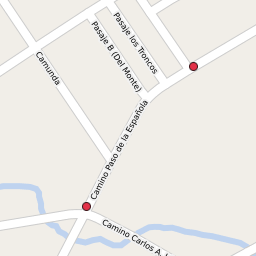 Pasaje los Troncos
Pasaje B (Del Monte)
Camunda
Camino Paso de la Española
Camino Carlos A.